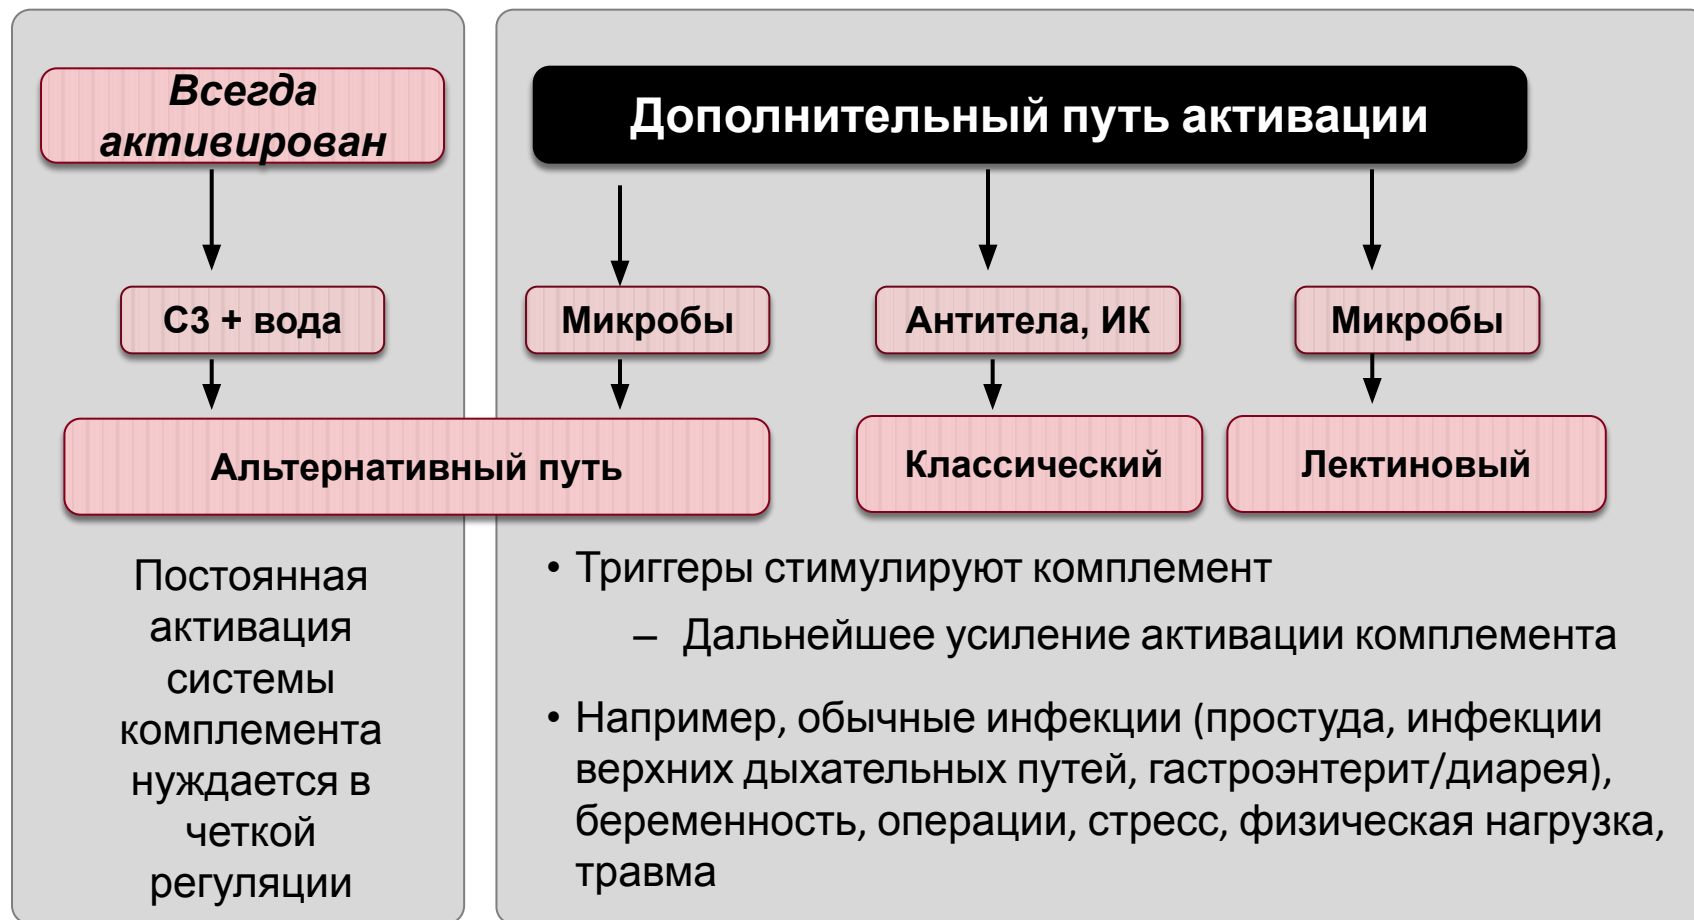 Всегда
активирован
С3 + вода
Альтернативный путь
Постоянная
активация
системы
комплемента
нуждается в
четкой
регуляции
Дополнительный путь активации
Микробы
Антитела, ИК
Микробы
Классический
Лектиновый
• Триггеры стимулируют комплемент
– Дальнейшее усиление активации комплемента
• Например, обычные инфекции (простуда, инфекции
верхних дыхательных путей, гастроэнтерит/диарея),
беременность, операции, стресс, физическая нагрузка,
травма